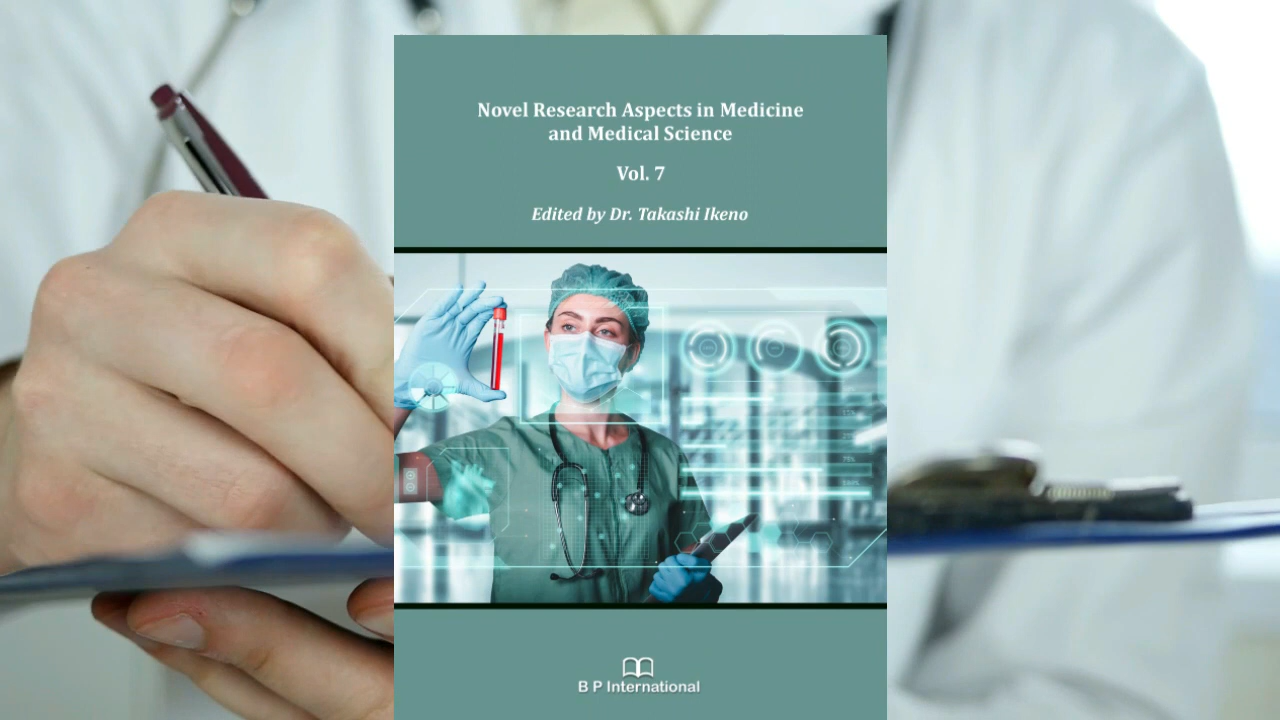 Novel Research Aspects in Medicine
and Medical Science
Vol. 7
Edited by Dr. Takashi Ikeno
B P International